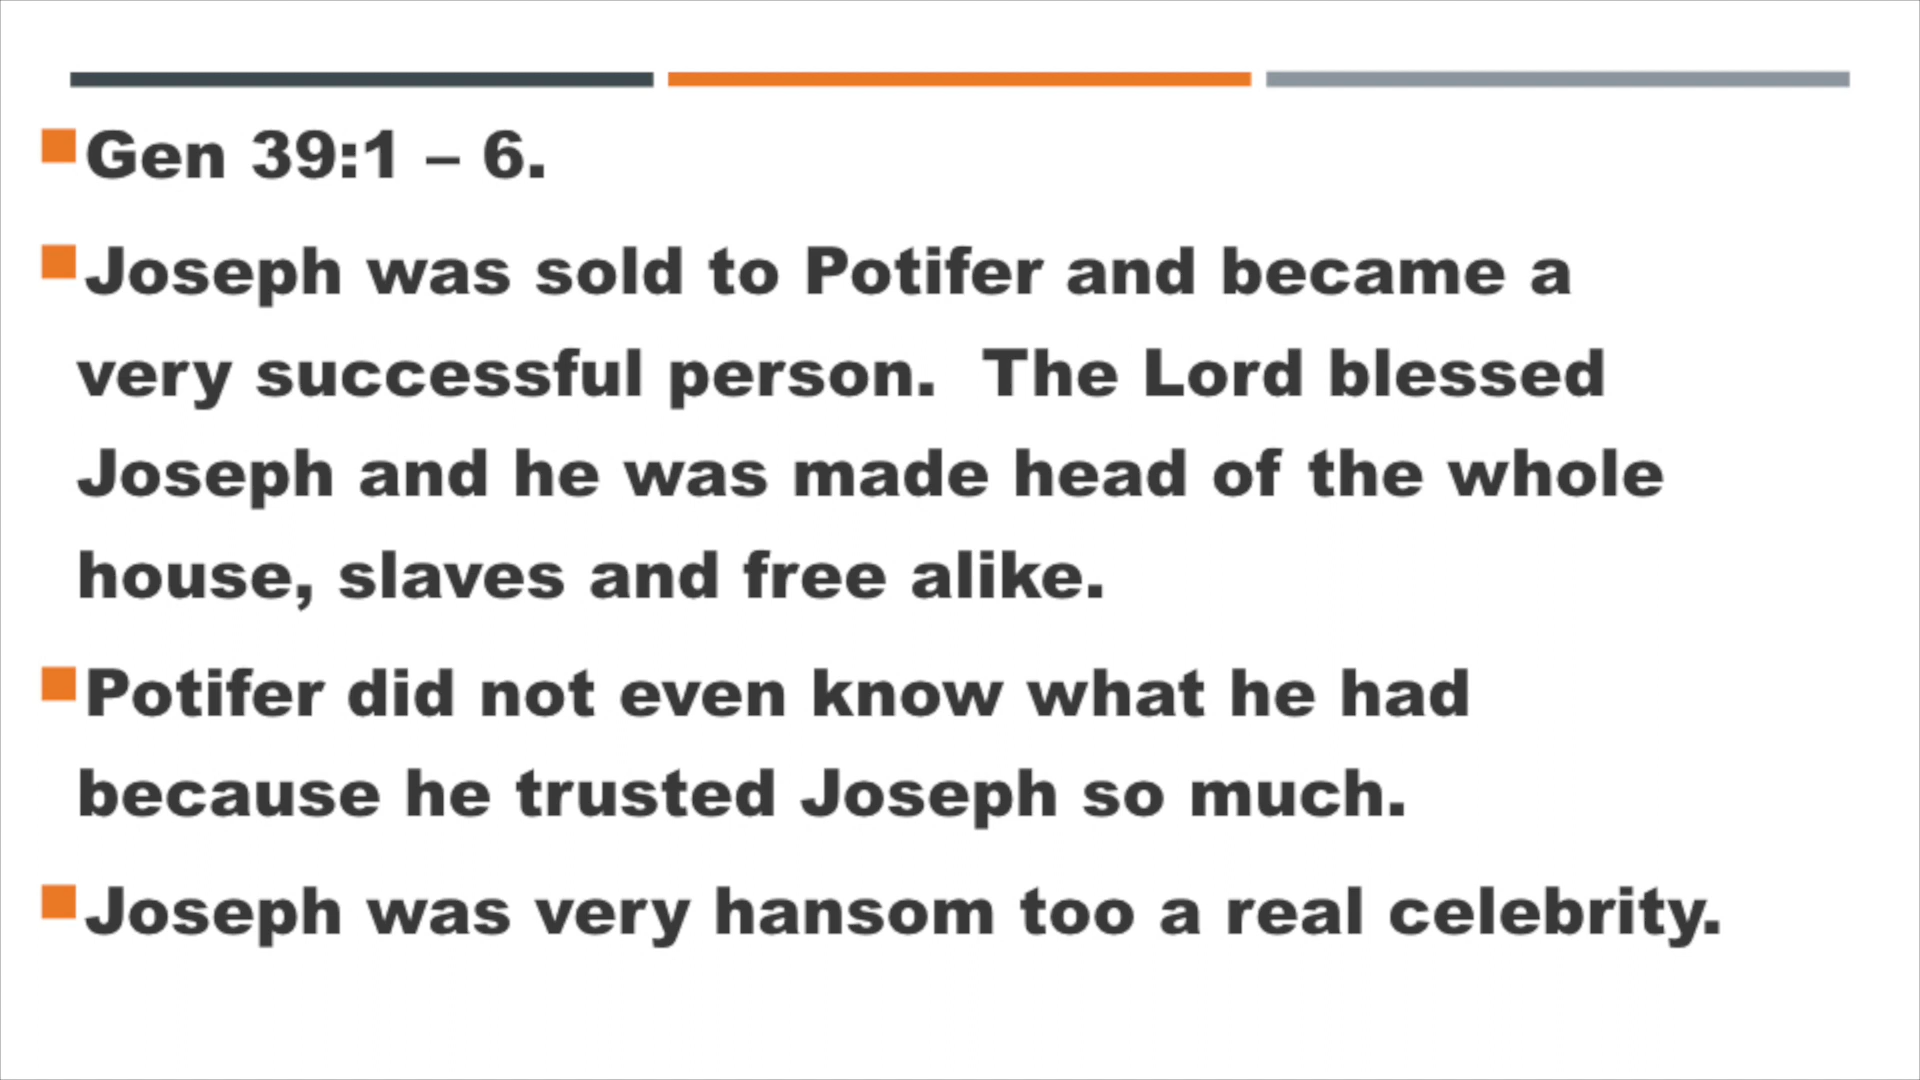 Gen 39:1 – 6.
Joseph was sold to Potifer and became a
very successful person.  The Lord blessed
Joseph and he was made head of the whole
house, slaves and free alike.
Potifer did not even know what he had
because he trusted Joseph so much.
Joseph was very hansom too a real celebrity.